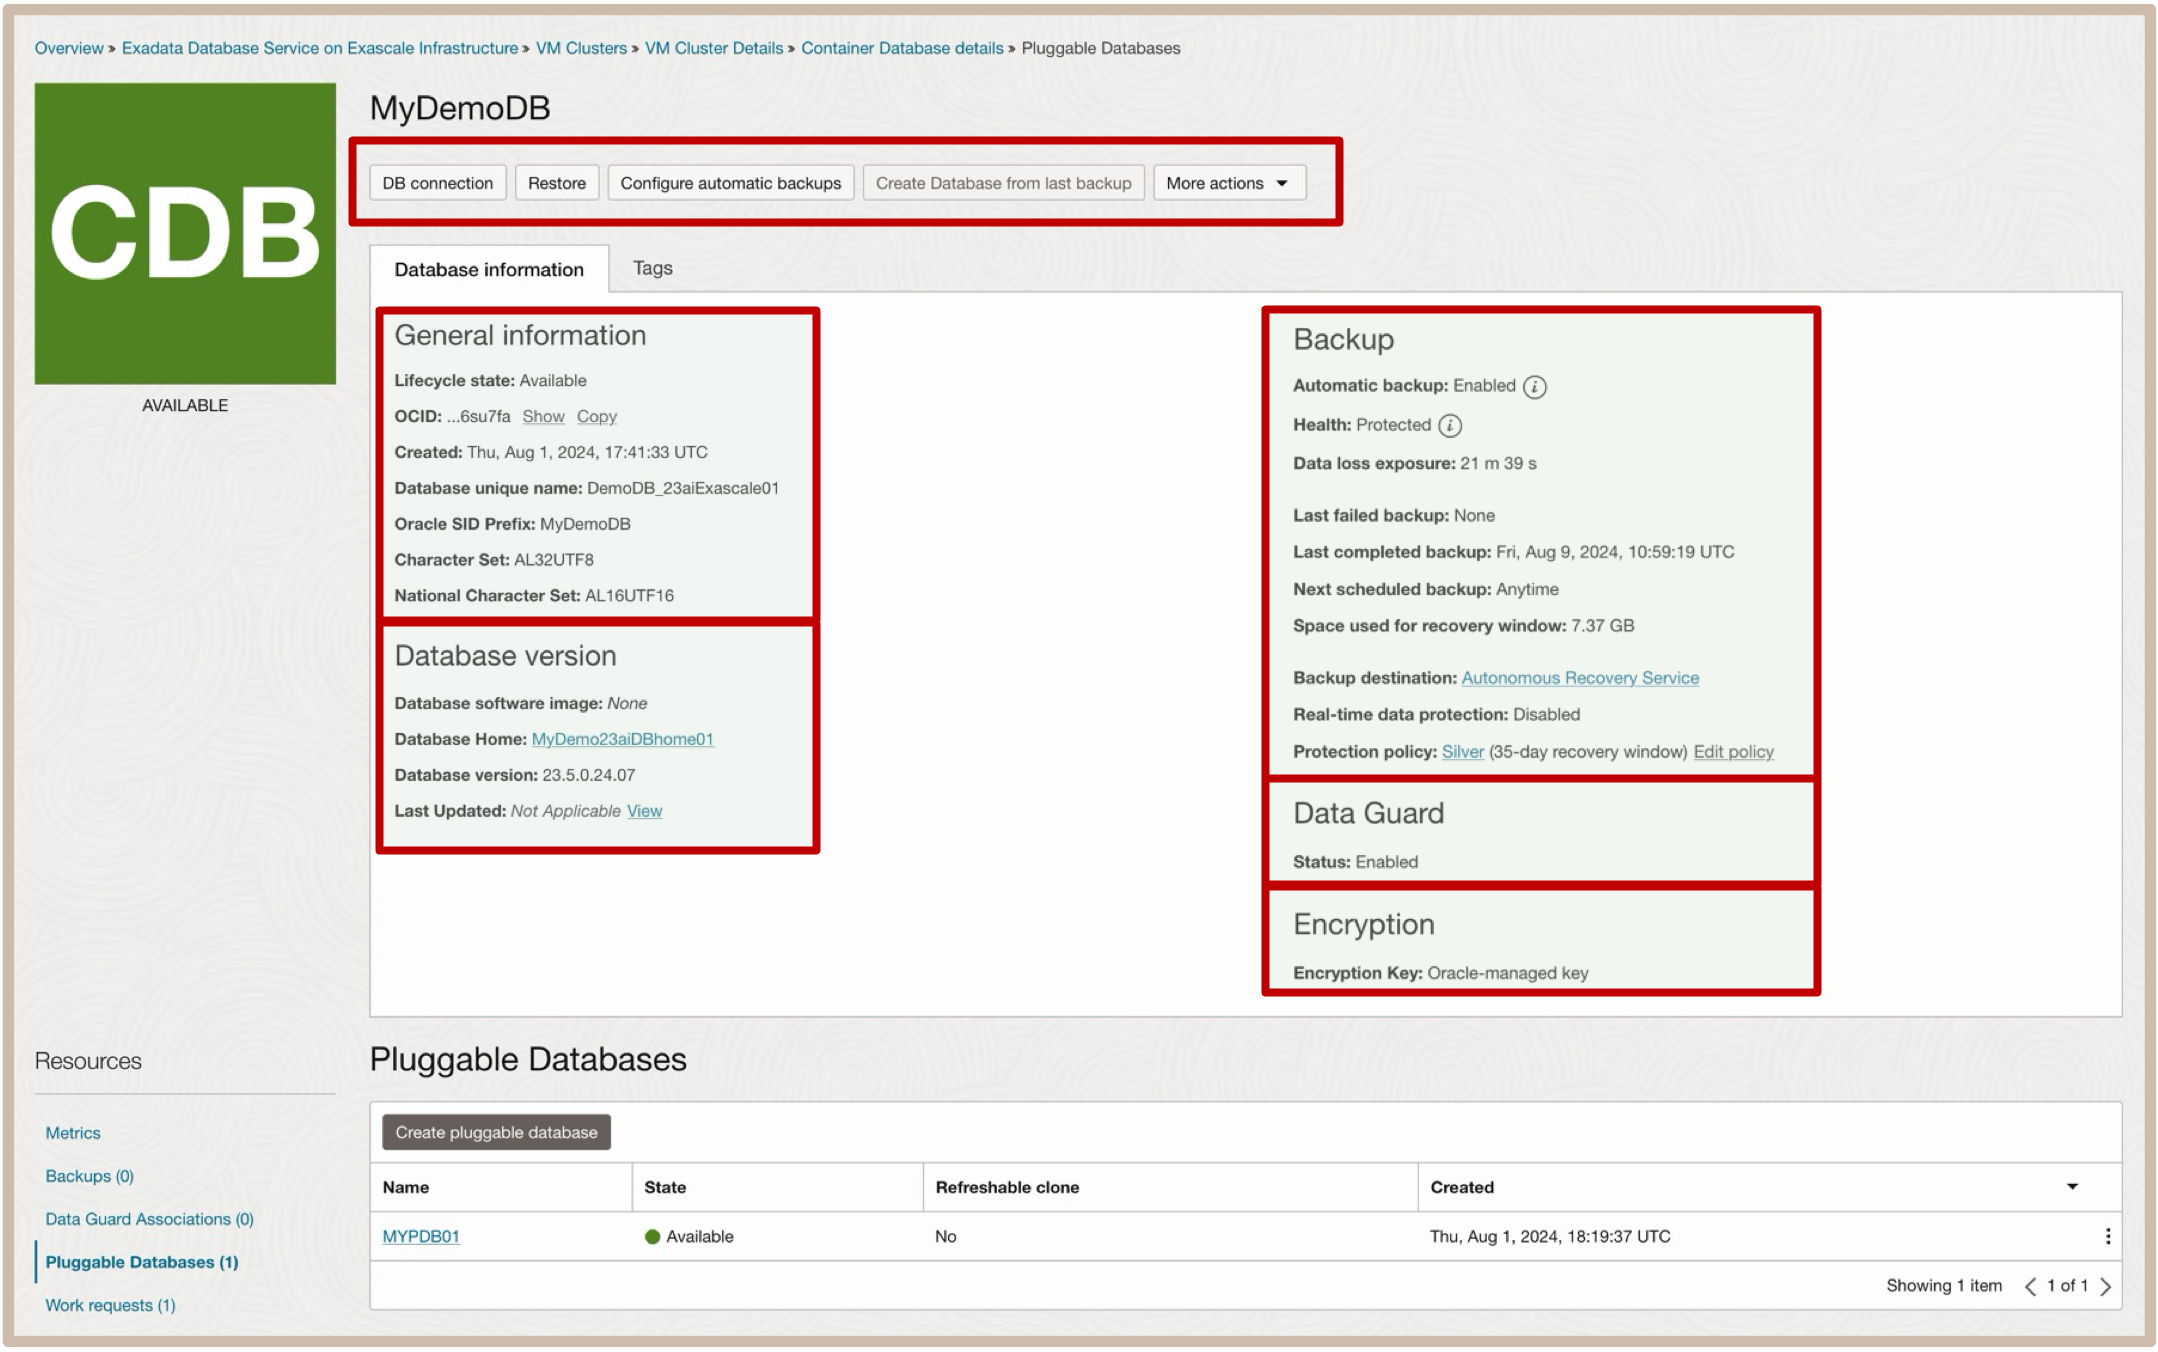 Overview » Exadata Database Service on Exascale Infrastructure » VM Clusters » VM Cluster Details » Container Database details » Pluggable Databases
CDB
AVAILABLE
MyDemoDB
DB connection Restore Configure automatic backups Create Database from last backup More actions
Database information Tags
General information
Lifecycle state: Available
OCID: ...6su7fa Show Copy
Created: Thu, Aug 1, 2024, 17:41:33 UTC
Database unique name: DemoDB_23aiExascale01
Oracle SID Prefix: MyDemoDB
Character Set: AL32UTF8
National Character Set: AL16UTF16
Database version
Database software image: None
Database Home: MyDemo23aiDBhome01
Database version: 23.5.0.24.07
Last Updated: Not Applicable View
Backup
Automatic backup: Enabled i
Health: Protected i
Data loss exposure: 21 m 39 s
Last failed backup: None
Last completed backup: Fri, Aug 9, 2024, 10:59:19 UTC
Next scheduled backup: Anytime
Space used for recovery window: 7.37 GB
Backup destination: Autonomous Recovery Service
Real-time data protection: Disabled
Protection policy: Silver (35-day recovery window) Edit policy
Data Guard
Status: Enabled
Encryption
Encryption Key: Oracle-managed key
Resources
Metrics
Backups (0)
Data Guard Associations (0)
Pluggable Databases (1)
Work requests (1)
Pluggable Databases
Create pluggable database
Name State Refreshable clone Created
MYPDB01 Available No Thu, Aug 1, 2024, 18:19:37 UTC
Showing 1 item < 1 of 1 >